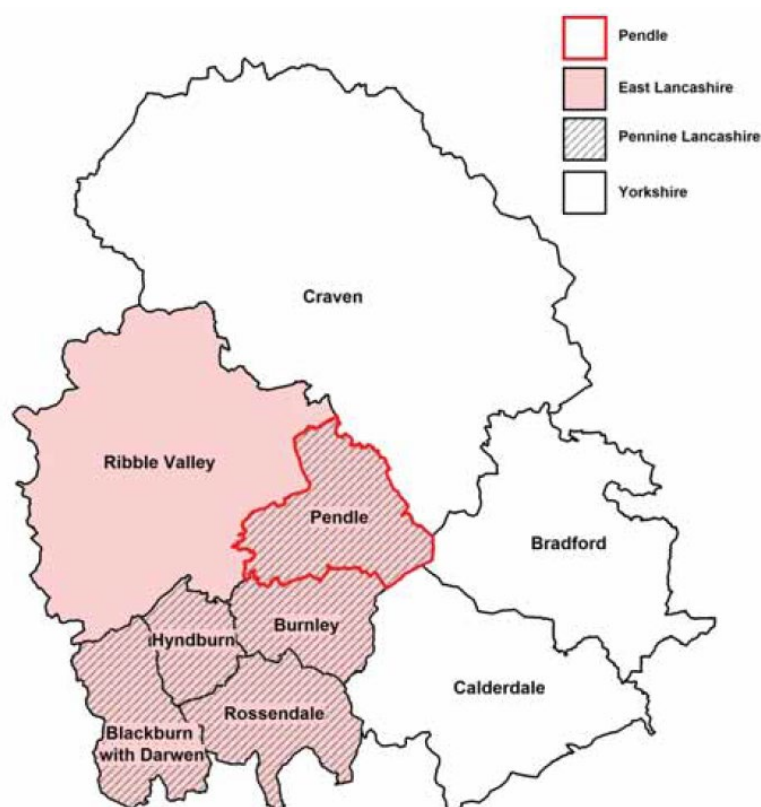 Pendle
East Lancashire
Pennine Lancashire
Yorkshire
Craven
Ribble Valley
Pendle
Bradford
Hyndburn
Burnley
Calderdale
Rossendale
Blackburn
with Darwen